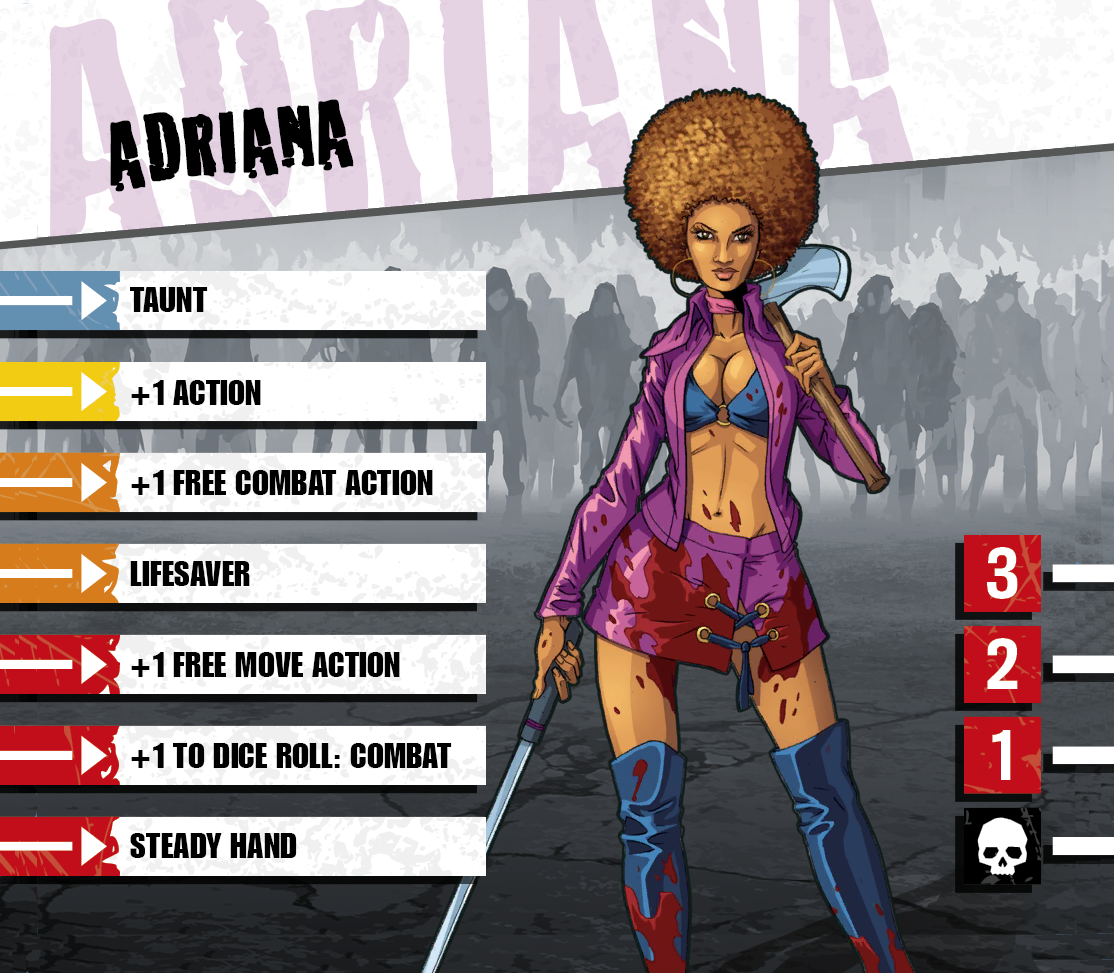 ADRIANA
ADRIANA
TAUNT
+1 ACTION
+1 FREE COMBAT ACTION
LIFESAVER
+1 FREE MOVE ACTION
+1 TO DICE ROLL: COMBAT
STEADY HAND
3
2
1